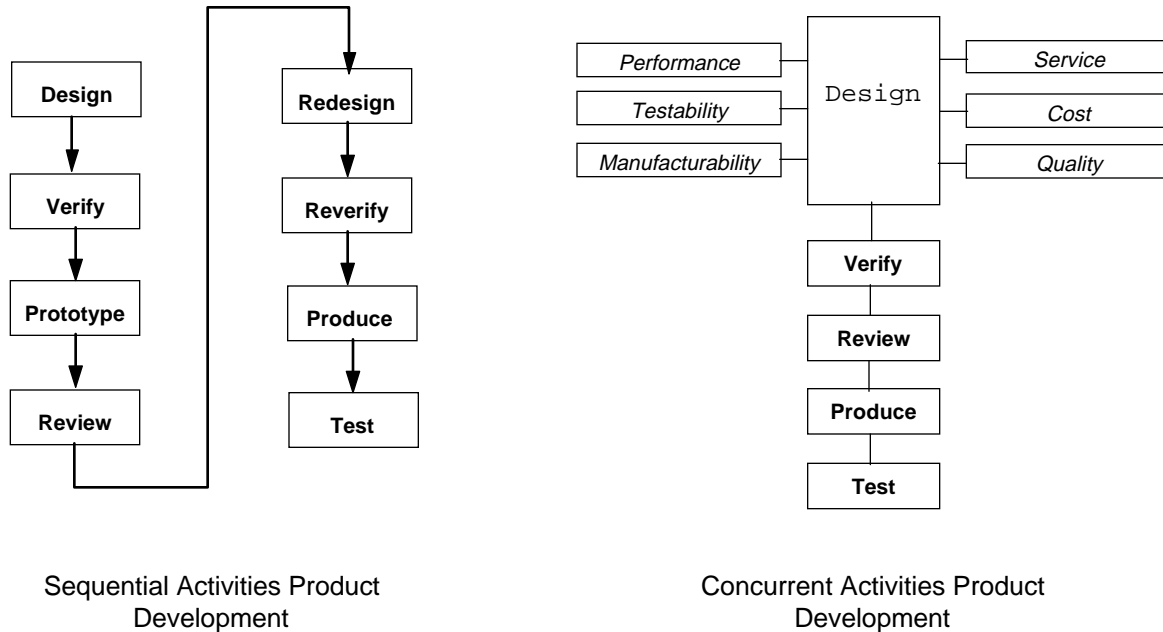 Design
Verify
Prototype
Review
Redesign
Reverify
Produce
Test
Sequential Activities Product
Development
Performance
Testability
Manufacturability
Design
Service
Cost
Quality
Verify
Review
Produce
Test
Concurrent Activities Product
Development